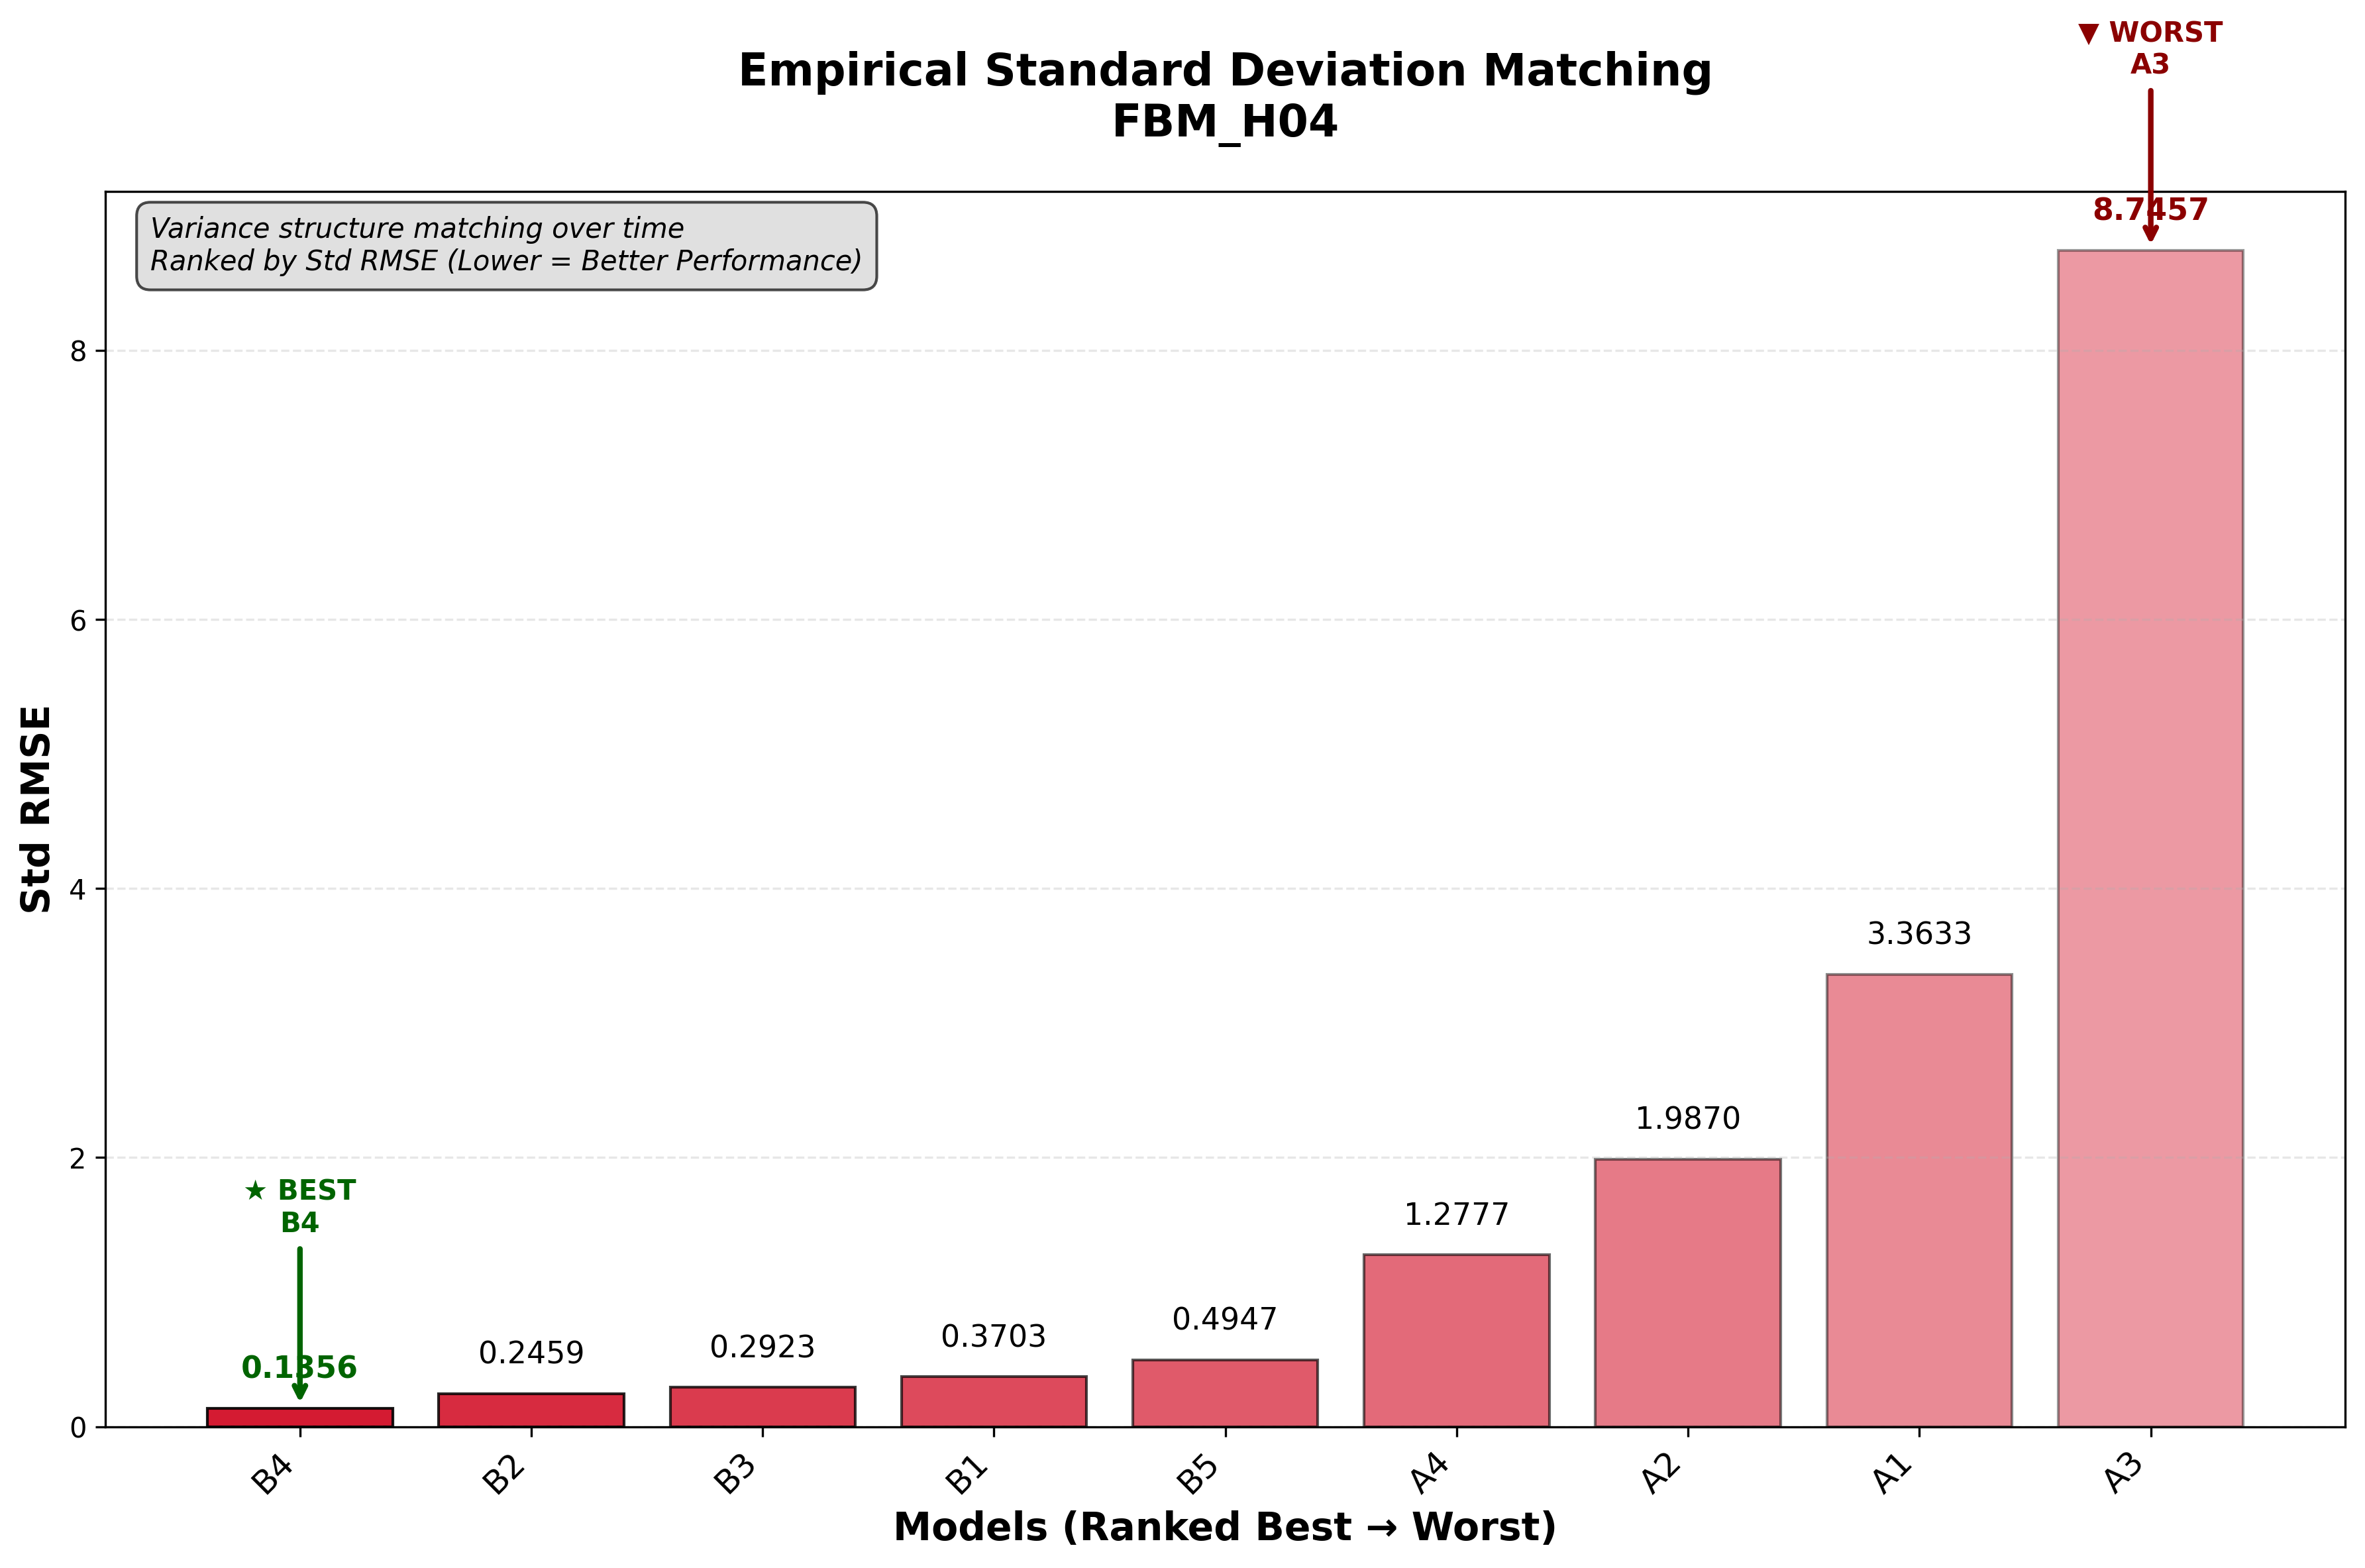 ▼ WORST
A3
Empirical Standard Deviation Matching
FBM_H04
8.7457
Variance structure matching over time
Ranked by Std RMSE (Lower = Better Performance)
8
6
4
2
0
Std RMSE
3.3633
1.9870
1.2777
0.4947
0.3703
0.2923
0.2459
★ BEST
B4
0.1356
B4
B2
B3
B1
B5
A4
A2
A1
A3
Models (Ranked Best → Worst)